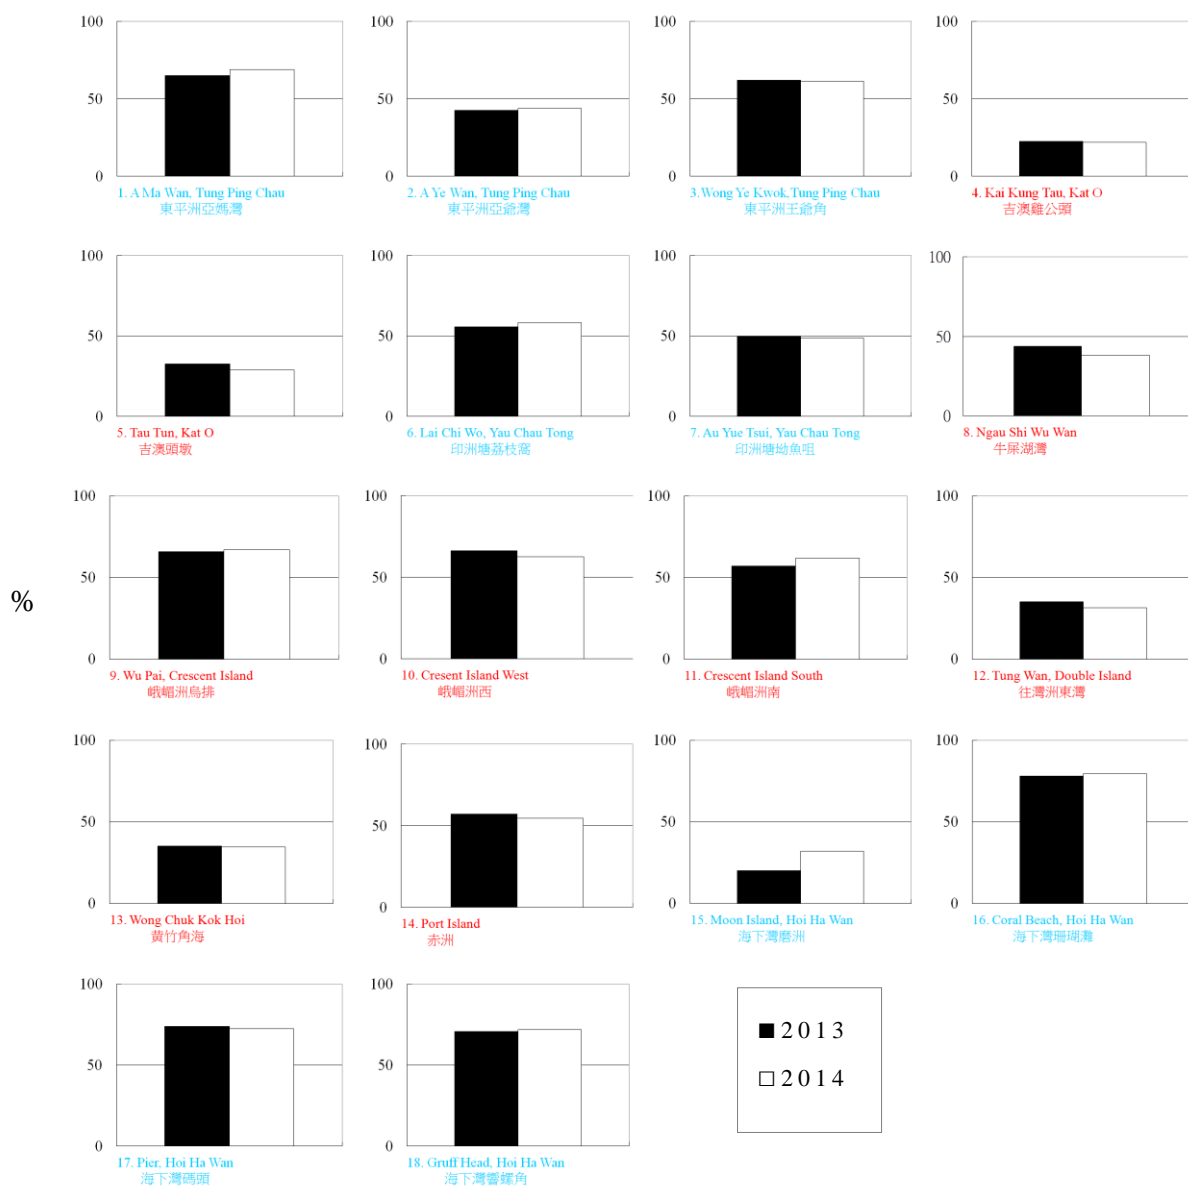 100
50
0
1. A Ma Wan, Tung Ping Chau
東平洲亞媽灣
100
50
0
2. A Ye Wan, Tung Ping Chau
東平洲亞爺灣
100
50
0
3.Wong Ye Kwok,Tung Ping Chau
東平洲王爺角
100
50
0
4. Kai Kung Tau, Kat O
吉澳雞公頭
100
50
0
5. Tau Tun, Kat O
吉澳頭墩
100
50
0
6. Lai Chi Wo, Yau Chau Tong
印洲塘荔枝窩
100
50
0
7. Au Yue Tsui, Yau Chau Tong
印洲塘坳魚咀
100
50
0
8. Ngau Shi Wu Wan
牛屎湖灣
%
100
50
0
9. Wu Pai, Crescent Island
峨嵋洲烏排
100
50
0
10. Cresent Island West
峨嵋洲西
100
50
0
11. Crescent Island South
峨嵋洲南
100
50
0
12. Tung Wan, Double Island
往灣洲東灣
100
50
0
13. Wong Chuk Kok Hoi
黄竹角海
100
50
0
14. Port Island
赤洲
100
50
0
15. Moon Island, Hoi Ha Wan
海下灣磨洲
100
50
0
16. Coral Beach, Hoi Ha Wan
海下灣珊瑚灘
100
50
0
17. Pier, Hoi Ha Wan
海下灣碼頭
100
50
0
18. Gruff Head, Hoi Ha Wan
海下灣響螺角
2013
2014